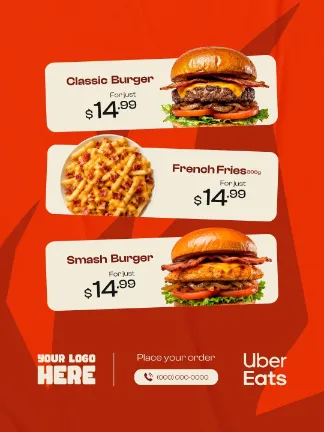 Classic Burger
For just
$14.99
French Fries 200g
For just
$14.99
Smash Burger
For just
$14.99
YOUR LOGO
HERE
Place your order
(000) 000-0000
Uber
Eats